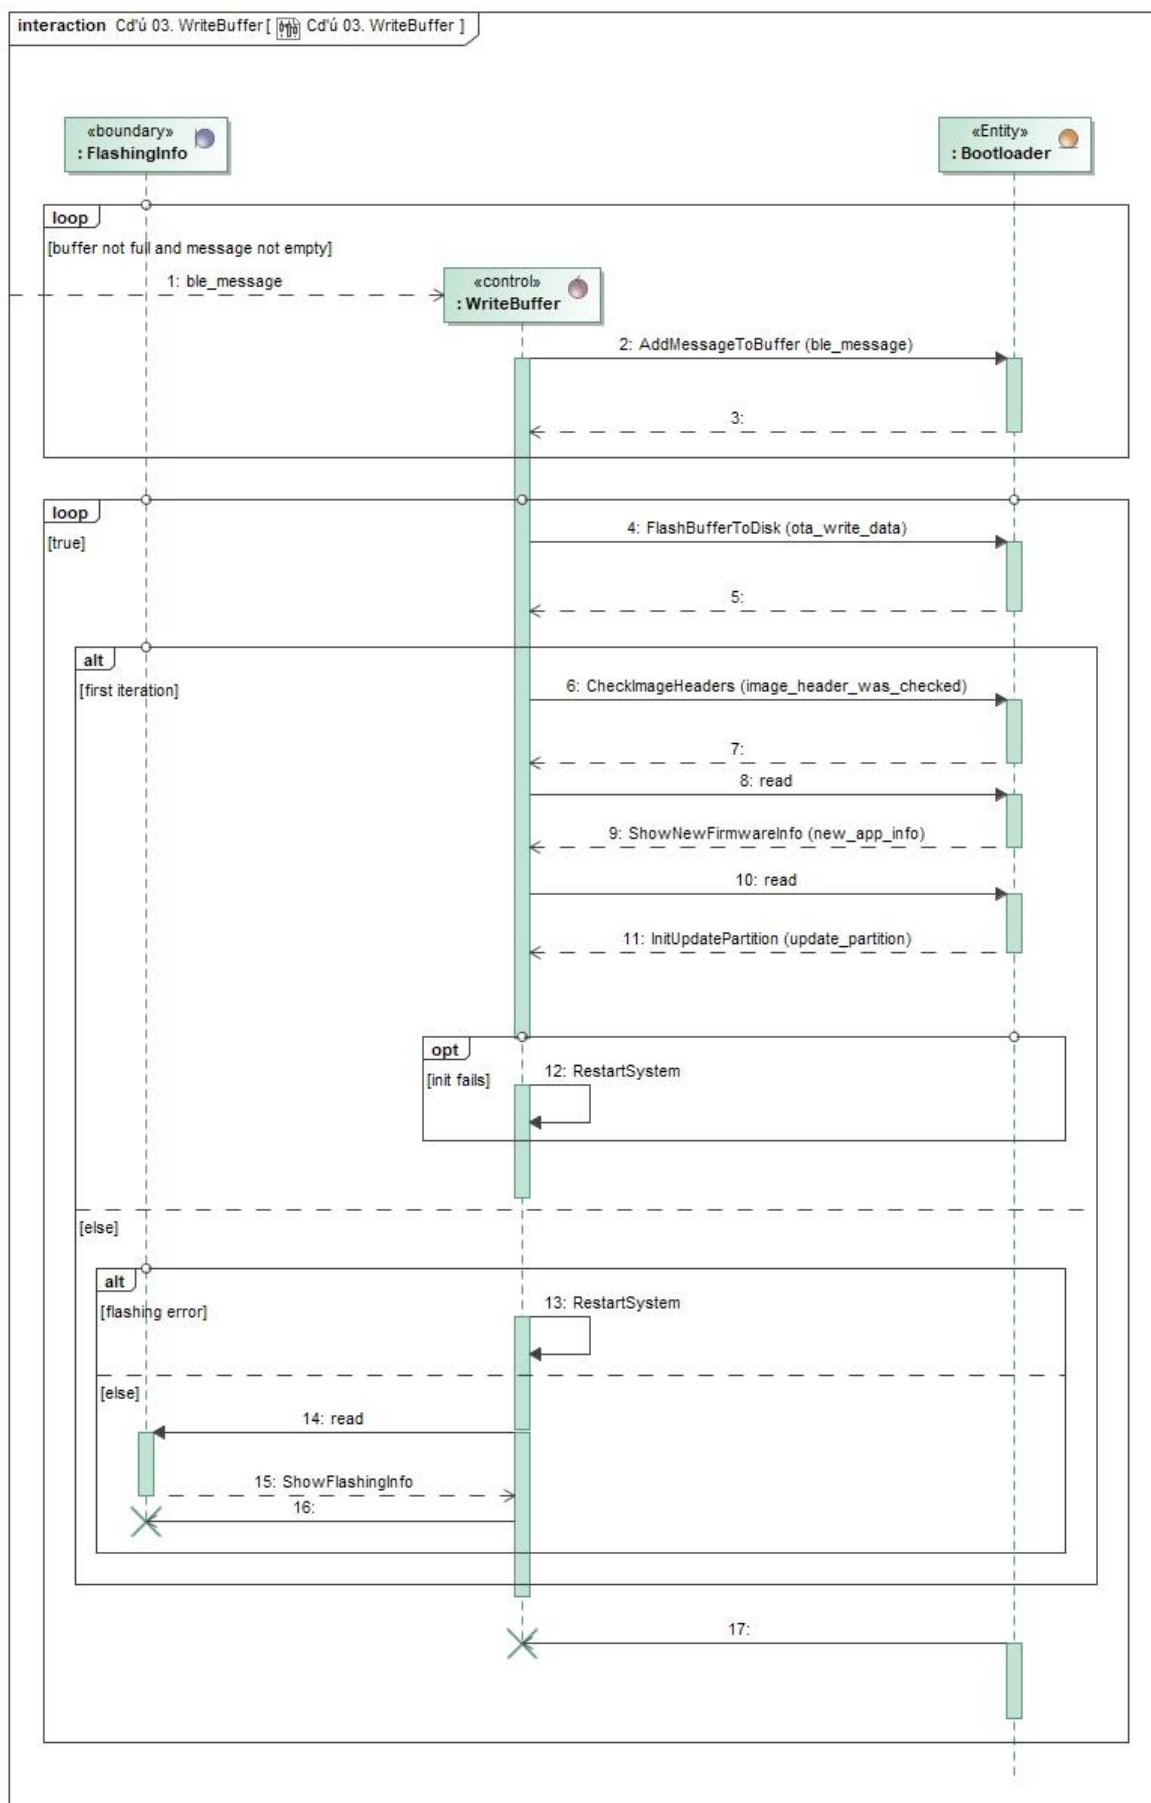 interaction Cd'ú 03. WriteBuffer [ Cd'ú 03. WriteBuffer ]
«boundary»
: FlashingInfo
«Entity»
: Bootloader
loop
[buffer not full and message not empty]
1: ble_message
«control»
: WriteBuffer
2: AddMessageToBuffer (ble_message)
3:
loop
[true]
4: FlashBufferToDisk (ota_write_data)
5:
alt
[first iteration]
6: CheckImageHeaders (image_header_was_checked)
7:
8: read
9: ShowNewFirmwareInfo (new_app_info)
10: read
11: InitUpdatePartition (update_partition)
opt
[init fails]
12: RestartSystem
[else]
alt
[flashing error]
13: RestartSystem
[else]
14: read
15: ShowFlashingInfo
16:
17: